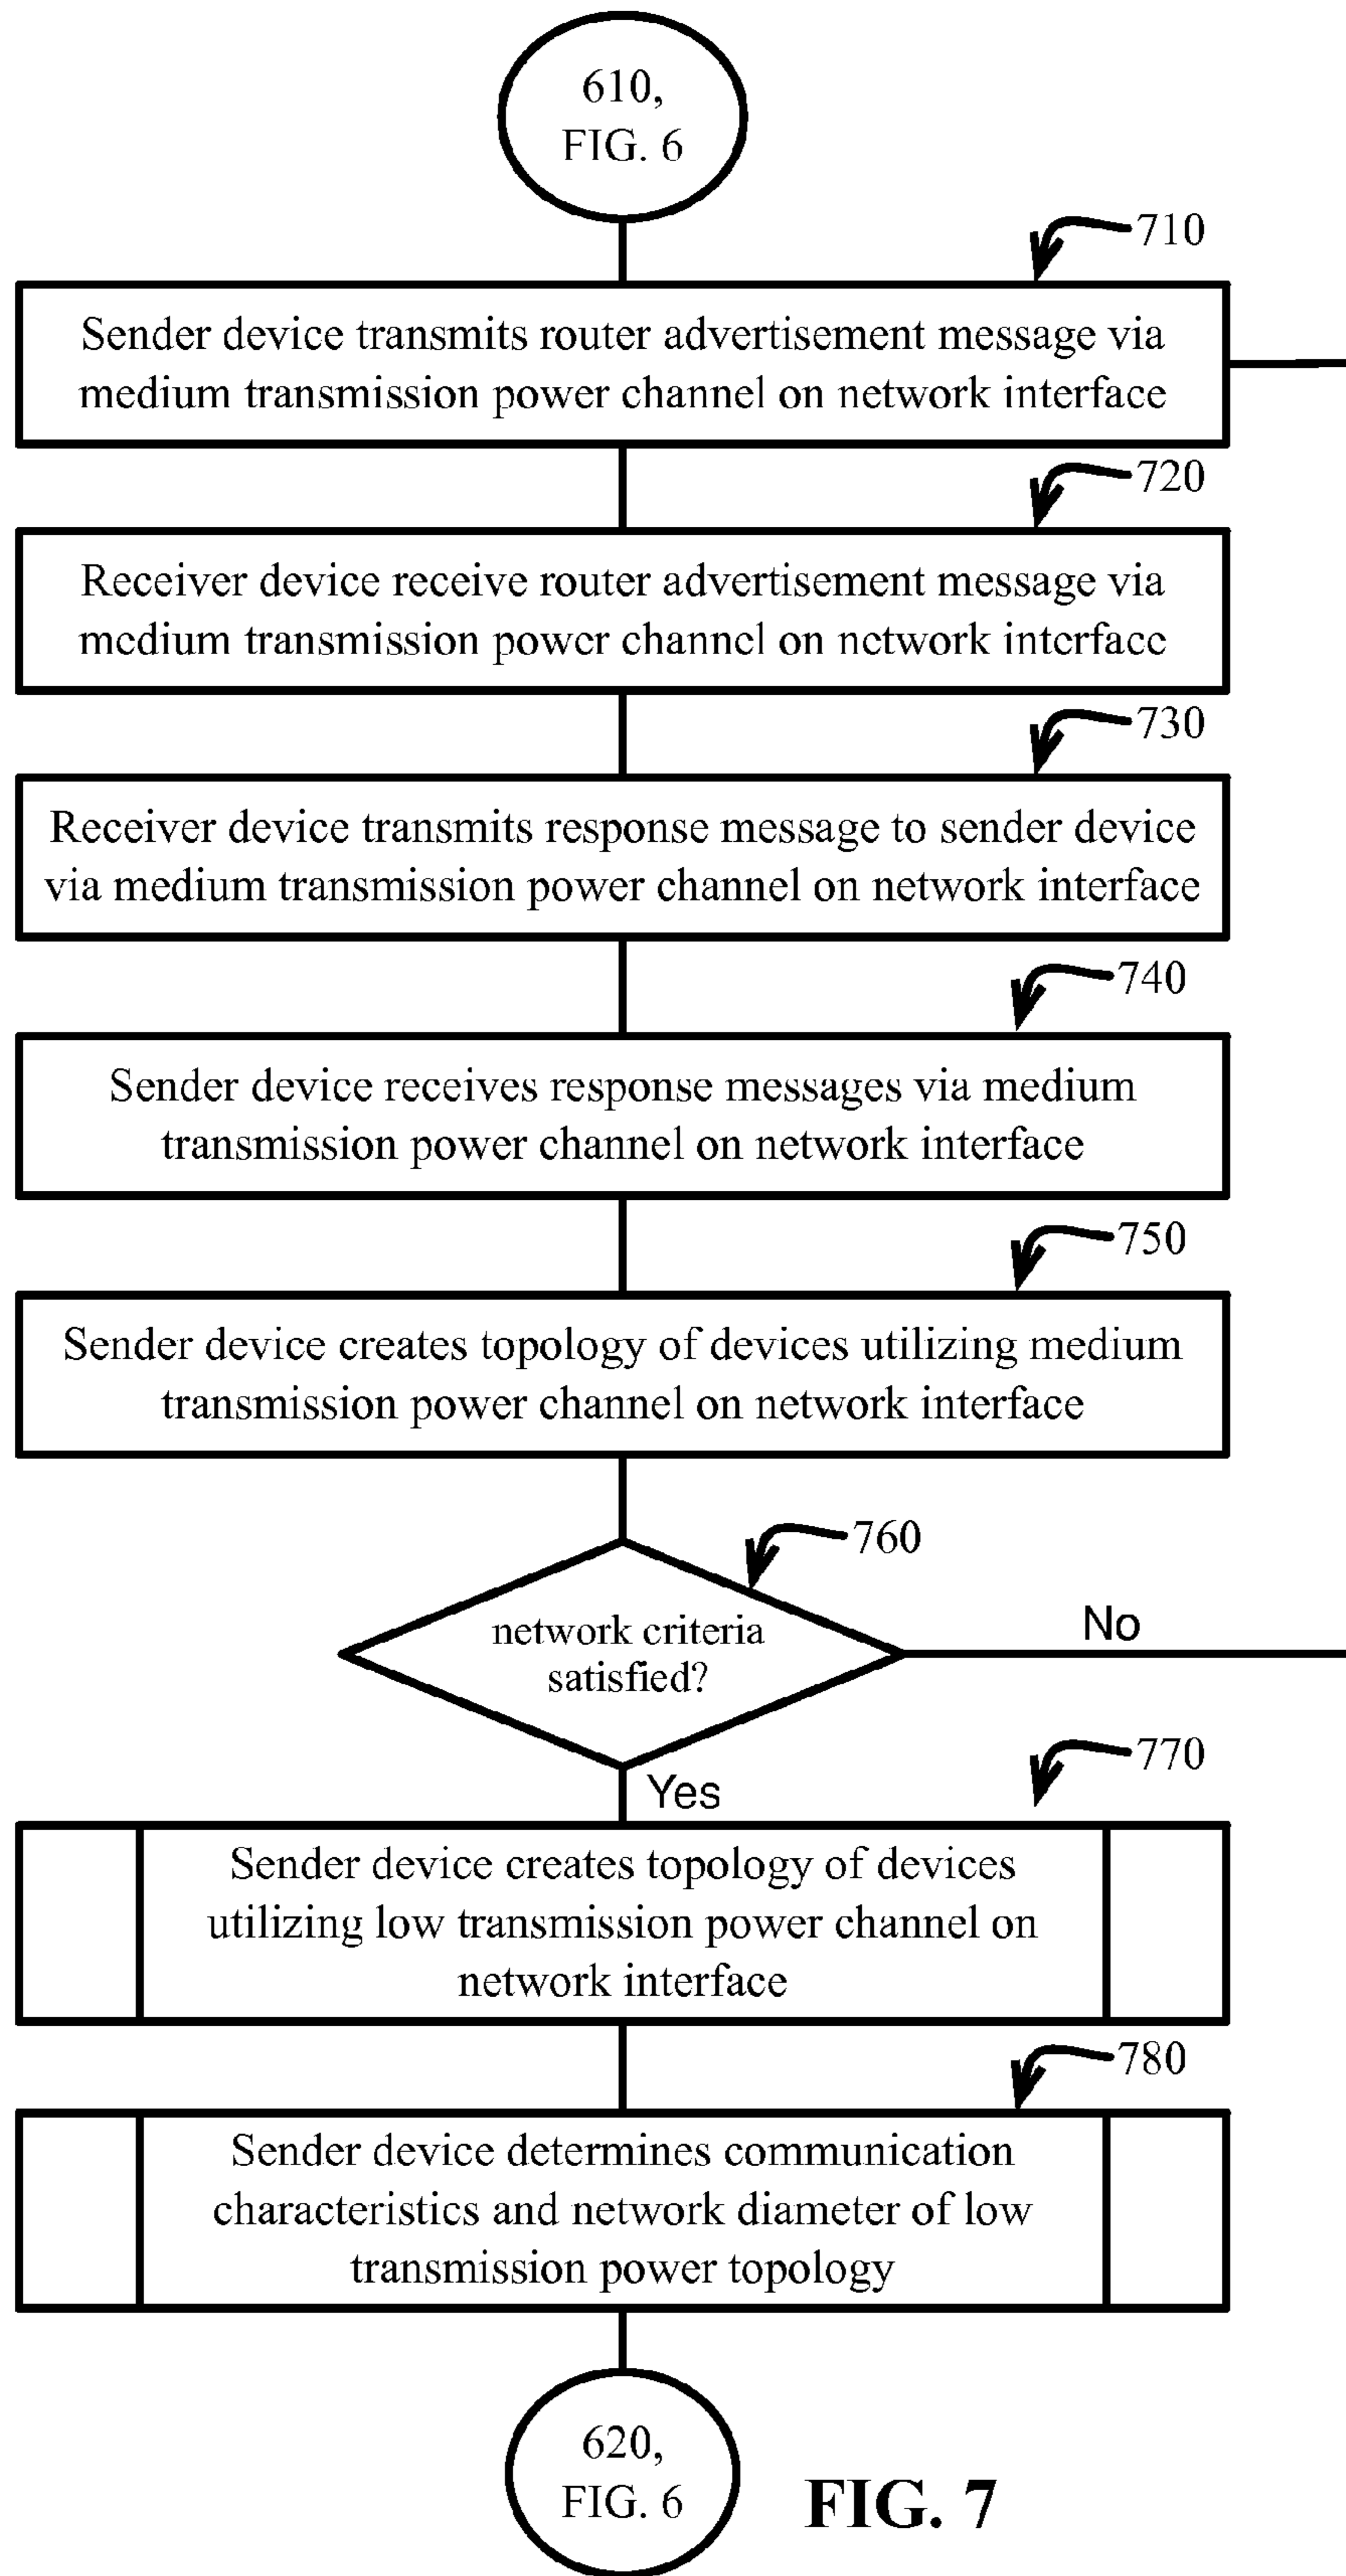 610,
FIG. 6
710
Sender device transmits router advertisement message via
medium transmission power channel on network interface
720
Receiver device receive router advertisement message via
medium transmission power channel on network interface
730
Receiver device transmits response message to sender device
via medium transmission power channel on network interface
740
Sender device receives response messages via medium
transmission power channel on network interface
750
Sender device creates topology of devices utilizing medium
transmission power channel on network interface
760
network criteria
satisfied?
No
Yes
770
Sender device creates topology of devices
utilizing low transmission power channel on
network interface
780
Sender device determines communication
characteristics and network diameter of low
transmission power topology
620,
FIG. 6
FIG. 7